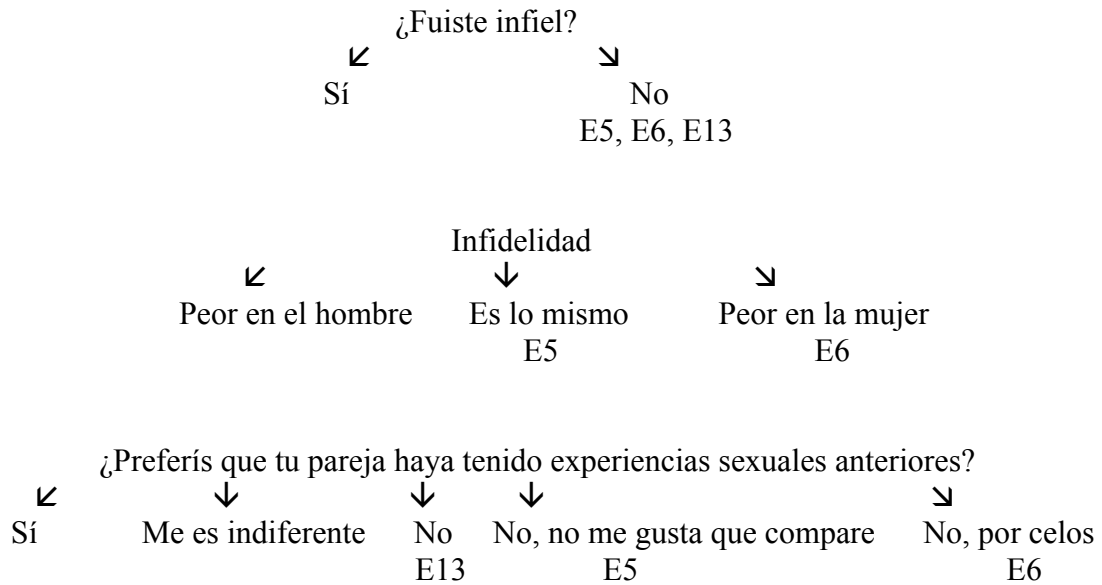 ¿Fuiste infiel?
Sí No
E5, E6, E13
Infidelidad
Peor en el hombre Es lo mismo Peor en la mujer
E5 E6
¿Preferís que tu pareja haya tenido experiencias sexuales anteriores?
Sí Me es indiferente No No, no me gusta que compare No, por celos
E13 E5 E6